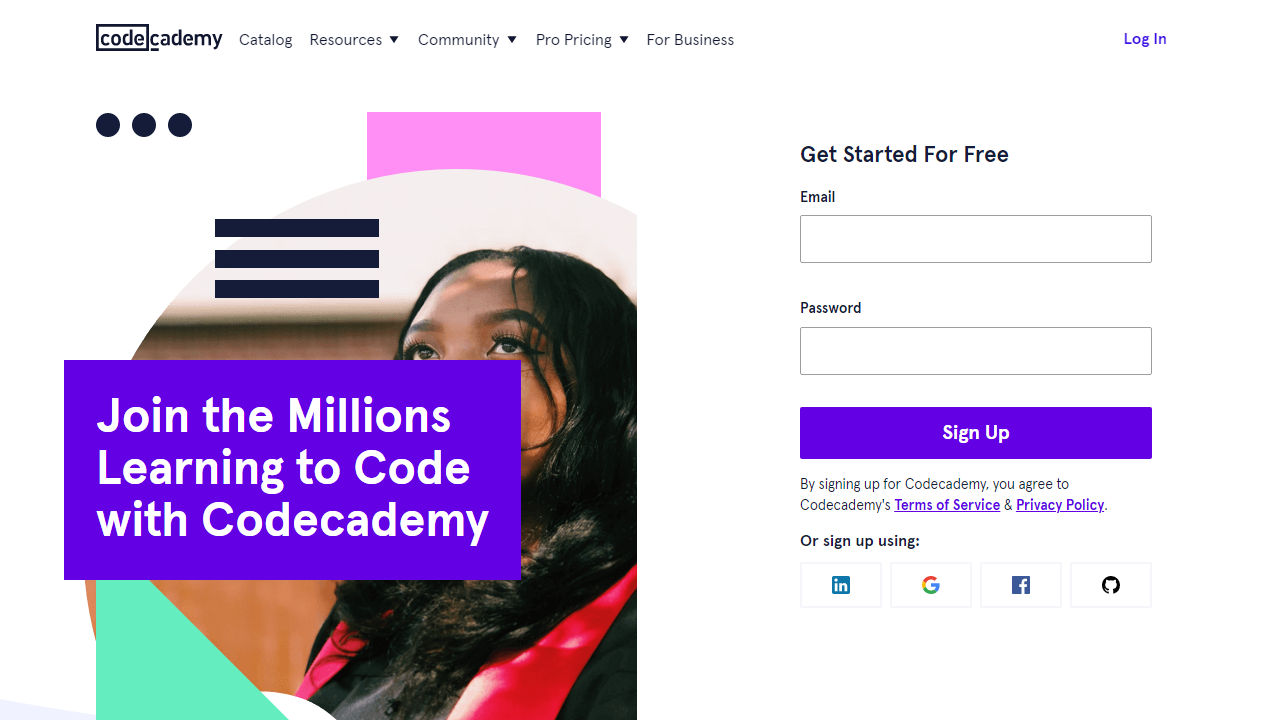 codecademy
Catalog
Resources
Community
Pro Pricing
For Business
Log In
Join the Millions
Learning to Code
with Codecademy
Get Started For Free
Email
Password
Sign Up
By signing up for Codecademy, you agree to
Codecademy's Terms of Service & Privacy Policy.
Or sign up using: